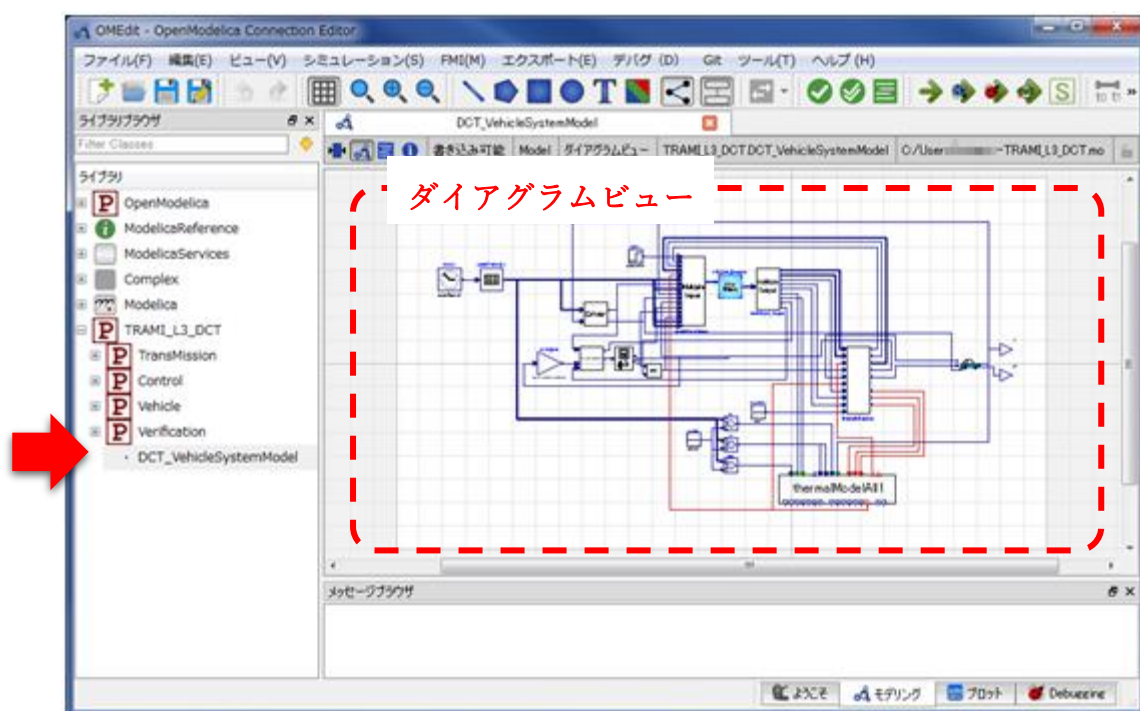 OMEdit - OpenModelica Connection Editor
ファイル(F) 編集(E) ビュー(V) シミュレーション(S) FMI(M) エクスポート(E) デバグ (D) Git ツール(T) ヘルプ (H)
ライブラリブラウザ
DCT_VehicleSystemModel
Filter Classes
書き込み可能 Model ダイアグラムビュー TRAMI_L3_DCT.DCT_VehicleSystemModel C:/User ~TRAMI_L3_DCT.mo
ライブラリ
ダイアグラムビュー
OpenModelica
ModelicaReference
ModelicaServices
Complex
Modelica
TRAMI_L3_DCT
TransMission
Control
Vehicle
Verification
DCT_VehicleSystemModel
Driver
thermalModelAll1
メッセージブラウザ
ようこそ モデリング プロット Debugging